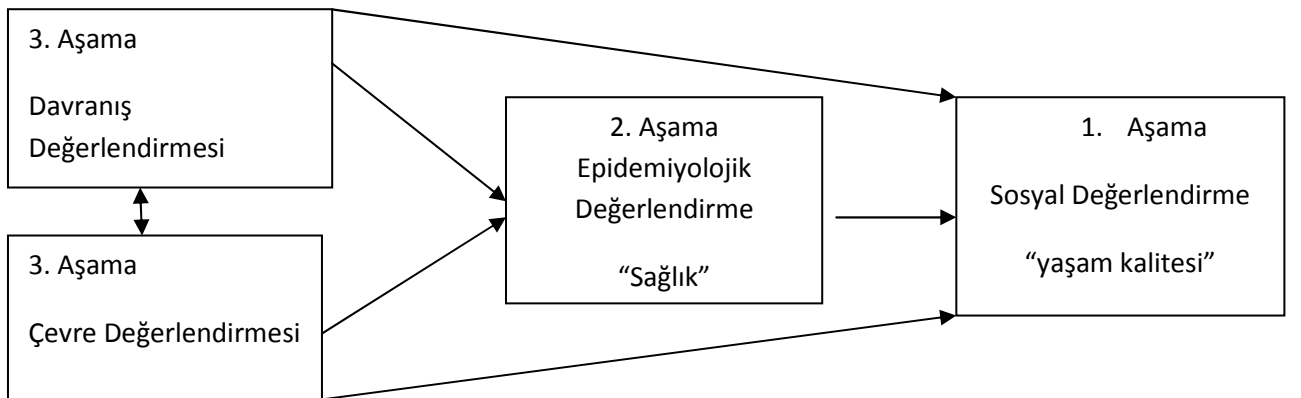 3. Aşama
Davranış
Değerlendirmesi
3. Aşama
Çevre Değerlendirmesi
2. Aşama
Epidemiyolojik
Değerlendirme
“Sağlık”
1. Aşama
Sosyal Değerlendirme
“yaşam kalitesi”